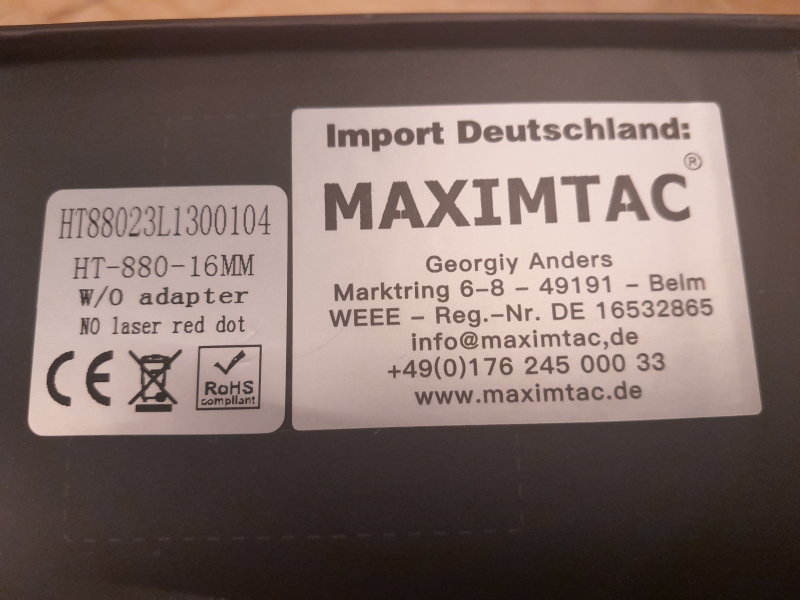 HT88023L1300104
HT-880-16MM
W/O adapter
NO laser red dot
CE
RoHS
compliant
Import Deutschland:
MAXIMTAC®
Georgiy Anders
Marktring 6-8 - 49191 - Belm
WEEE - Reg.-Nr. DE 16532865
info@maximtac,de
+49(0)176 245 000 33
www.maximtac.de